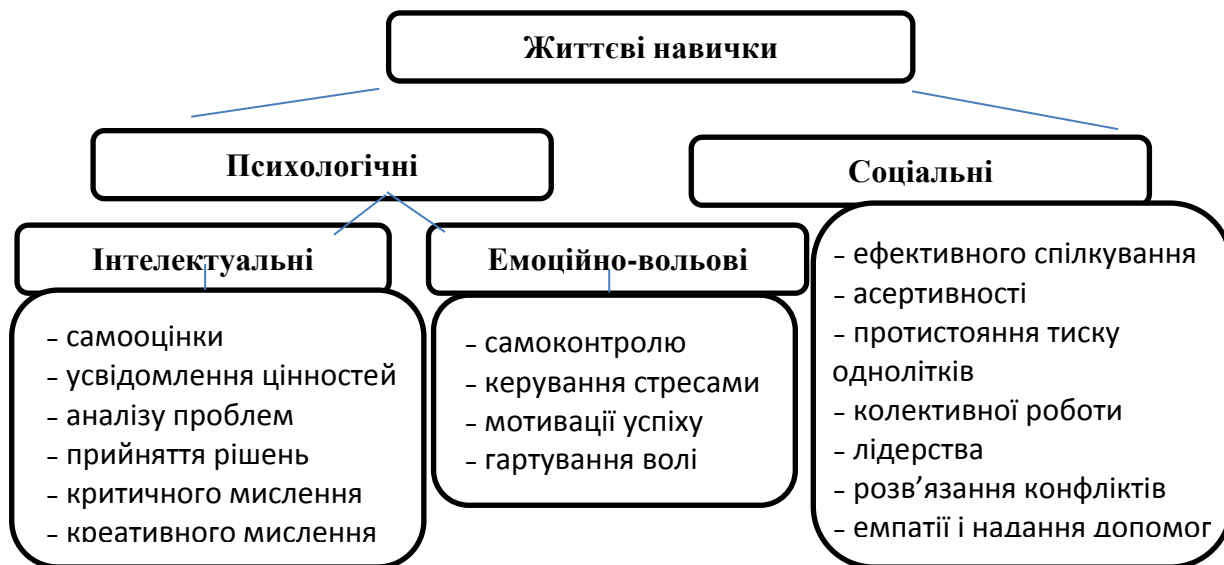 Життєві навички
Психологічні
Соціальні
Інтелектуальні
Емоційно-вольові
- самооцінки
- усвідомлення цінностей
- аналізу проблем
- прийняття рішень
- критичного мислення
- креативного мислення
- самоконтролю
- керування стресами
- мотивації успіху
- гартування волі
- ефективного спілкування
- асертивності
- протистояння тиску
однолітків
- колективної роботи
- лідерства
- розв’язання конфліктів
- емпатії і надання допомог